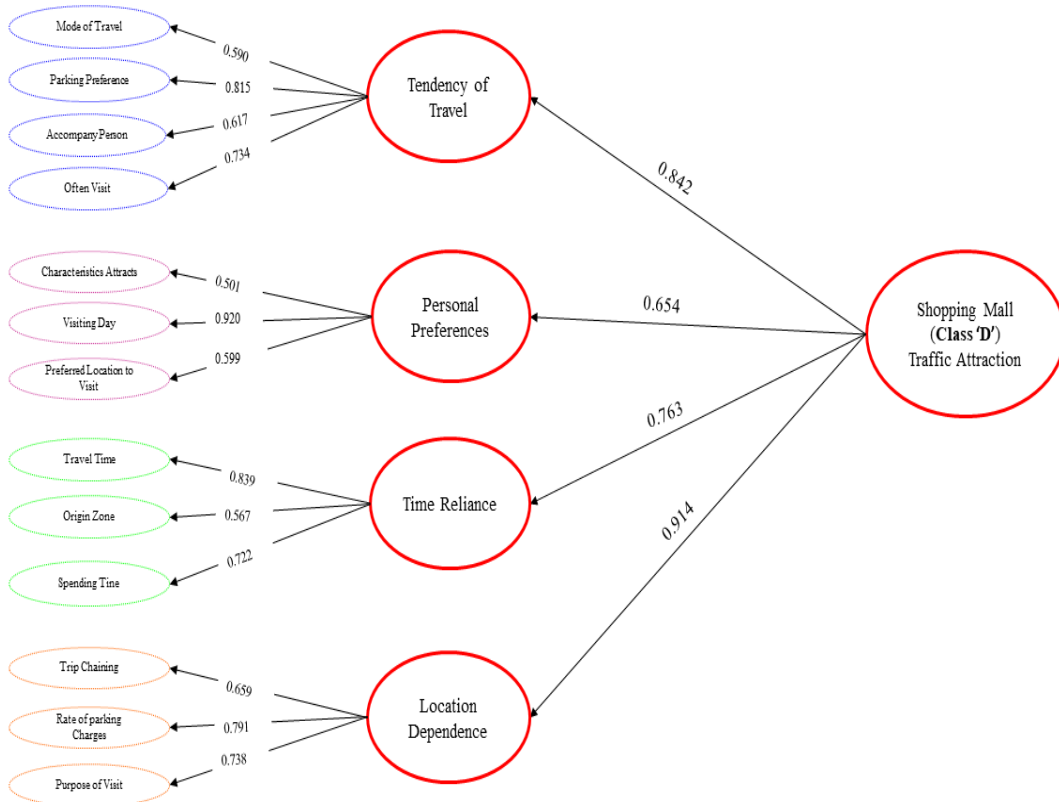 Mode of Travel
0.590
Parking Preference
0.815
Accompany Person
0.617
Often Visit
0.734
Tendency of
Travel
0.842
Characteristics Attracts
0.501
Visiting Day
0.920
Preferred Location to
Visit
0.599
Personal
Preferences
0.654
Shopping Mall
(Class 'D')
Traffic Attraction
Travel Time
0.839
Origin Zone
0.567
Spending Tine
0.722
Time Reliance
0.763
Trip Chaining
0.659
Rate of parking
Charges
0.791
Purpose of Visit
0.738
Location
Dependence
0.914